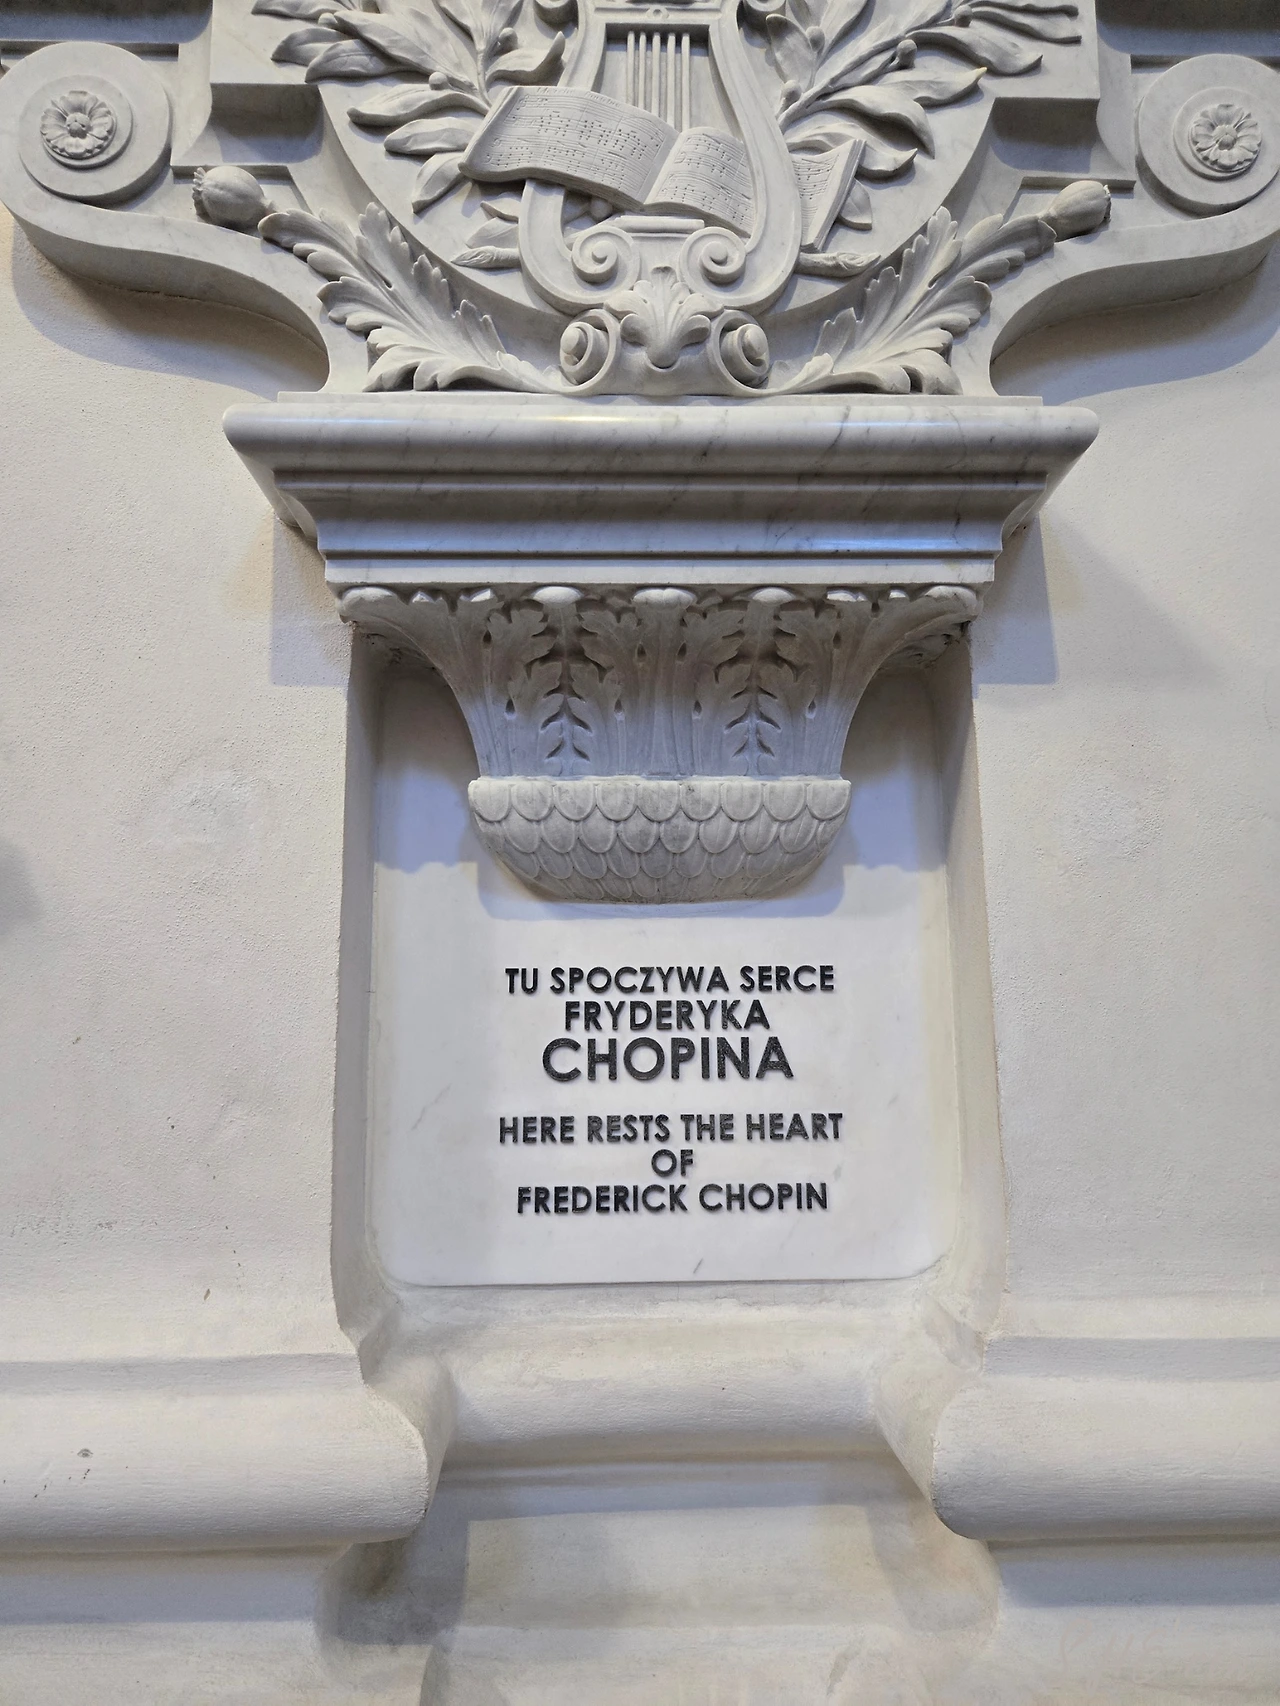 TU SPOCZYWA SERCE
FRYDERYKA
CHOPINA
HERE RESTS THE HEART
OF
FREDERICK CHOPIN